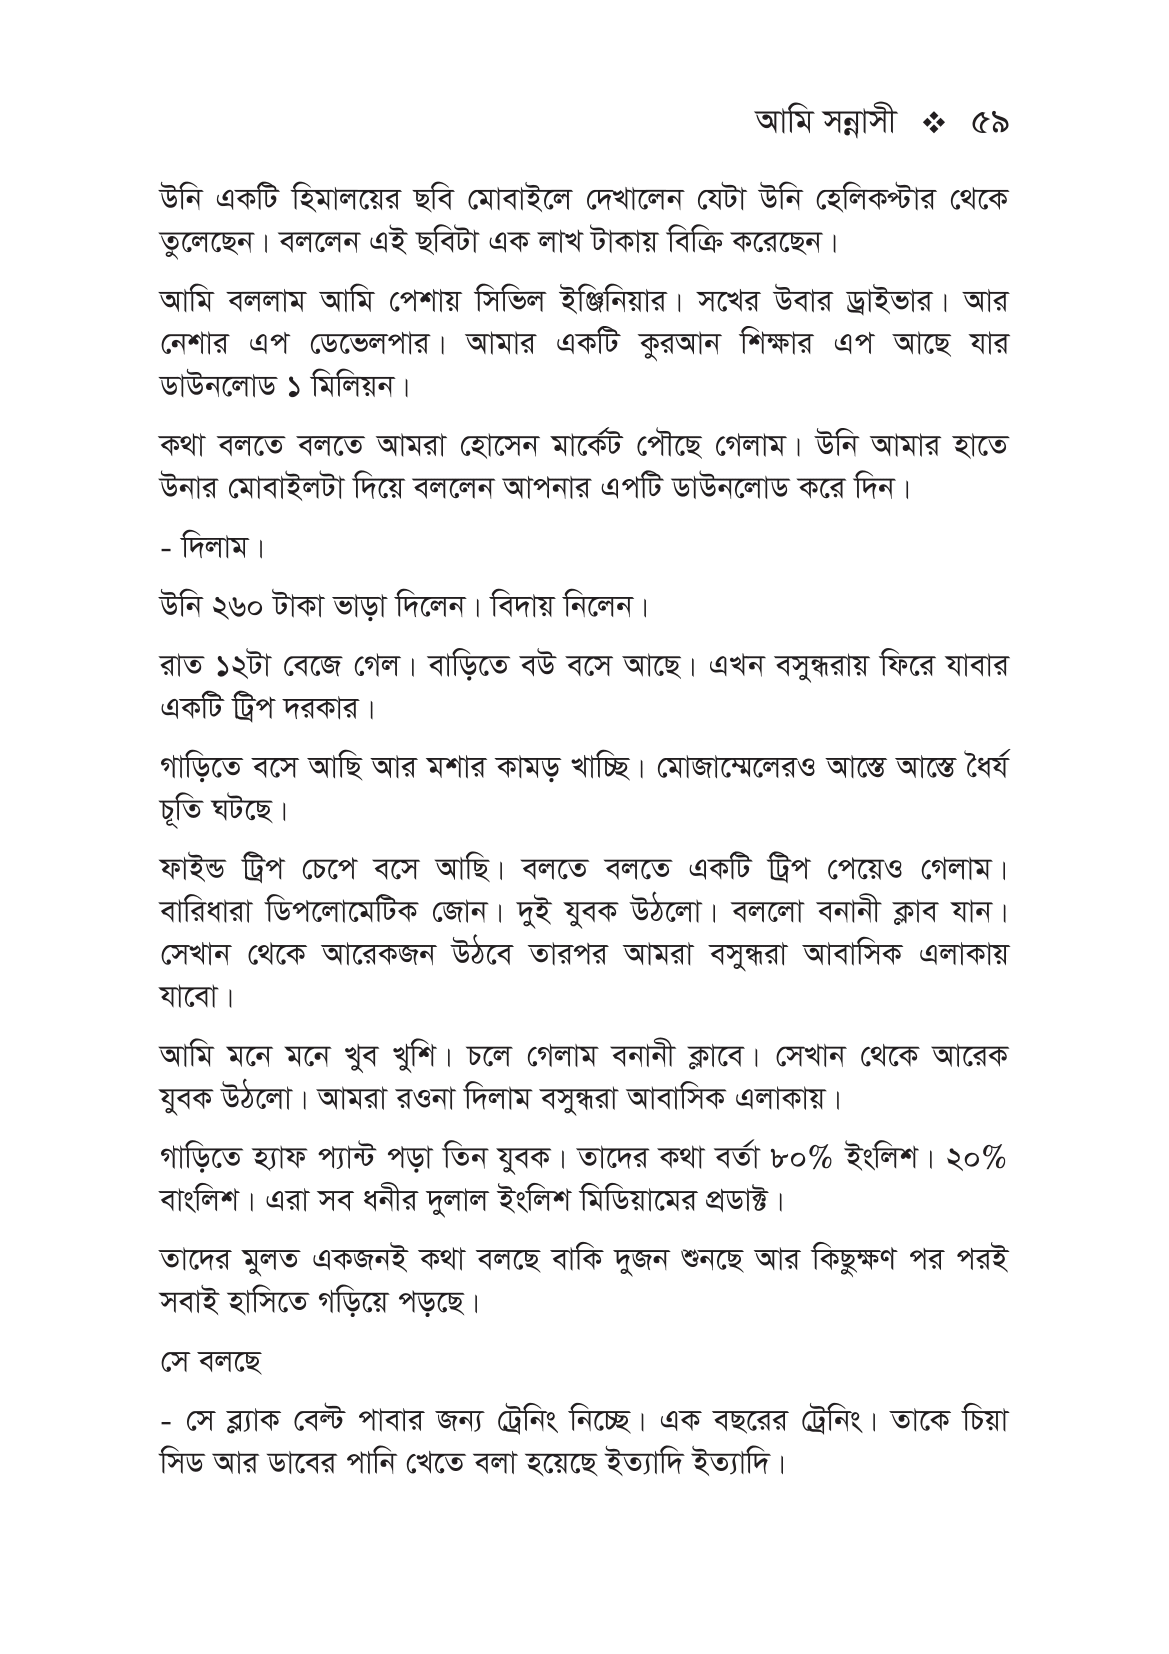 আমি সন্নাসী ❖ ৫৯
উনি একটি হিমালয়ের ছবি মোবাইলে দেখালেন যেটা উনি হেলিকপ্টার থেকে
তুলেছেন। বললেন এই ছবিটা এক লাখ টাকায় বিক্রি করেছেন।
আমি বললাম আমি পেশায় সিভিল ইঞ্জিনিয়ার। সখের উবার ড্রাইভার। আর
নেশার এপ ডেভেলপার। আমার একটি কুরআন শিক্ষার এপ আছে যার
ডাউনলোড ১ মিলিয়ন।
কথা বলতে বলতে আমরা হোসেন মার্কেট পৌছে গেলাম। উনি আমার হাতে
উনার মোবাইলটা দিয়ে বললেন আপনার এপটি ডাউনলোড করে দিন।
- দিলাম।
উনি ২৬০ টাকা ভাড়া দিলেন। বিদায় নিলেন।
রাত ১২টা বেজে গেল। বাড়িতে বউ বসে আছে। এখন বসুন্ধরায় ফিরে যাবার
একটি ট্রিপ দরকার।
গাড়িতে বসে আছি আর মশার কামড় খাচ্ছি। মোজাম্মেলেরও আস্তে আস্তে ধৈর্য
চূতি ঘটছে।
ফাইন্ড ট্রিপ চেপে বসে আছি। বলতে বলতে একটি ট্রিপ পেয়েও গেলাম।
বারিধারা ডিপলোমেটিক জোন। দুই যুবক উঠলো। বললো বনানী ক্লাব যান।
সেখান থেকে আরেকজন উঠবে তারপর আমরা বসুন্ধরা আবাসিক এলাকায়
যাবো।
আমি মনে মনে খুব খুশি। চলে গেলাম বনানী ক্লাবে। সেখান থেকে আরেক
যুবক উঠলো। আমরা রওনা দিলাম বসুন্ধরা আবাসিক এলাকায়।
গাড়িতে হ্যাফ প্যান্ট পড়া তিন যুবক। তাদের কথা বর্তা ৮০% ইংলিশ। ২০%
বাংলিশ। এরা সব ধনীর দুলাল ইংলিশ মিডিয়ামের প্রডাক্ট।
তাদের মুলত একজনই কথা বলছে বাকি দুজন শুনছে আর কিছুক্ষণ পর পরই
সবাই হাসিতে গড়িয়ে পড়ছে।
সে বলছে
- সে ব্ল্যাক বেল্ট পাবার জন্য ট্রেনিং নিচ্ছে। এক বছরের ট্রেনিং। তাকে চিয়া
সিড আর ডাবের পানি খেতে বলা হয়েছে ইত্যাদি ইত্যাদি।